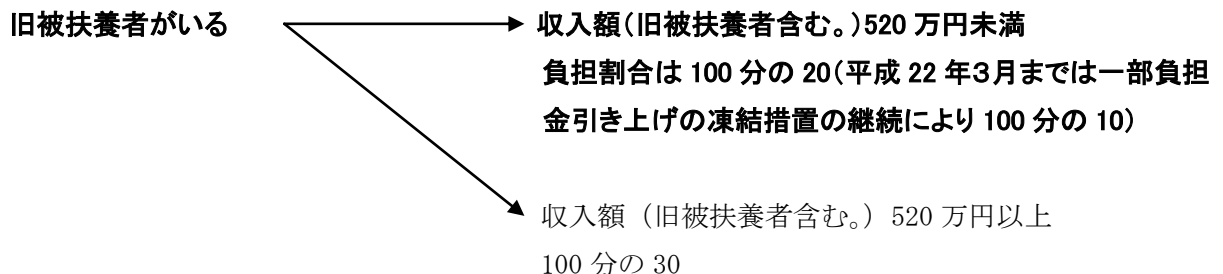 旧被扶養者がいる
収入額(旧被扶養者含む。)520 万円未満
負担割合は 100 分の 20(平成 22 年3月までは一部負担
金引き上げの凍結措置の継続により 100 分の 10)
収入額（旧被扶養者含む。）520 万円以上
100 分の 30